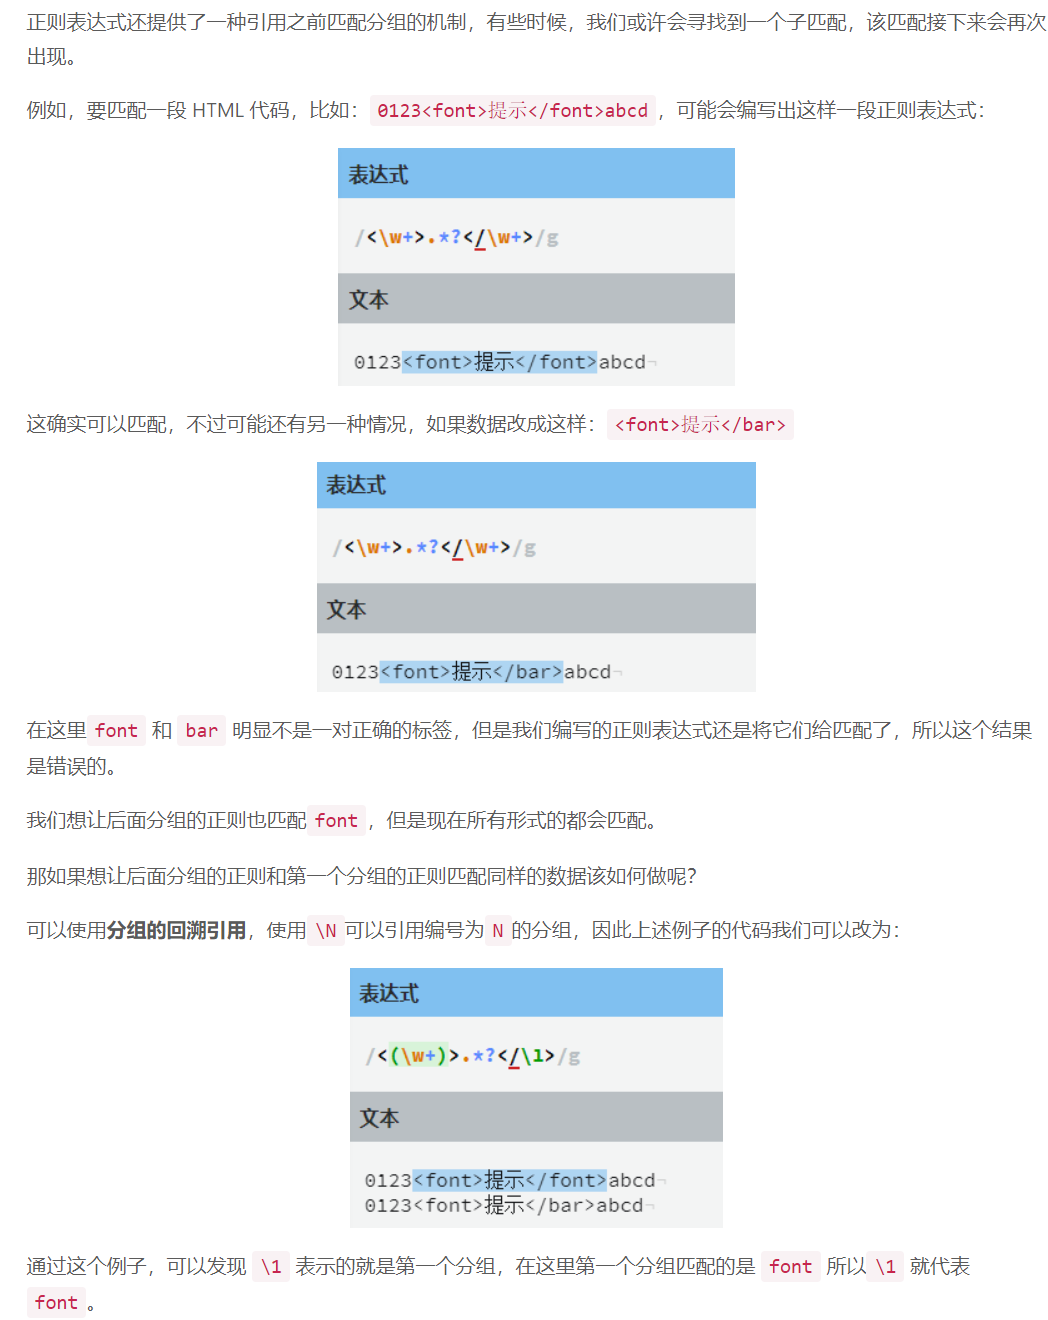 正则表达式还提供了一种引用之前匹配分组的机制，有些时候，我们或许会寻找到一个子匹配，该匹配接下来会再次
出现。
例如，要匹配一段 HTML 代码，比如：0123<font>提示</font>abcd，可能会编写出这样一段正则表达式：
表达式
/<\w+>.*?</\w+>/g
文本
0123<font>提示</font>abcd¬
这确实可以匹配，不过可能还有另一种情况，如果数据改成这样：<font>提示</bar>
表达式
/<\w+>.*?</\w+>/g
文本
0123<font>提示</bar>abcd¬
在这里 font 和 bar 明显不是一对正确的标签，但是我们编写的正则表达式还是将它们给匹配了，所以这个结果
是错误的。
我们想让后面分组的正则也匹配 font，但是现在所有形式的都会匹配。
那如果想让后面分组的正则和第一个分组的正则匹配同样的数据该如何做呢？
可以使用分组的回溯引用，使用 \N 可以引用编号为 N 的分组，因此上述例子的代码我们可以改为：
表达式
/<(\w+)>.*?</\1>/g
文本
0123<font>提示</font>abcd¬
0123<font>提示</bar>abcd¬
通过这个例子，可以发现 \1 表示的就是第一个分组，在这里第一个分组匹配的是 font 所以 \1 就代表
font。